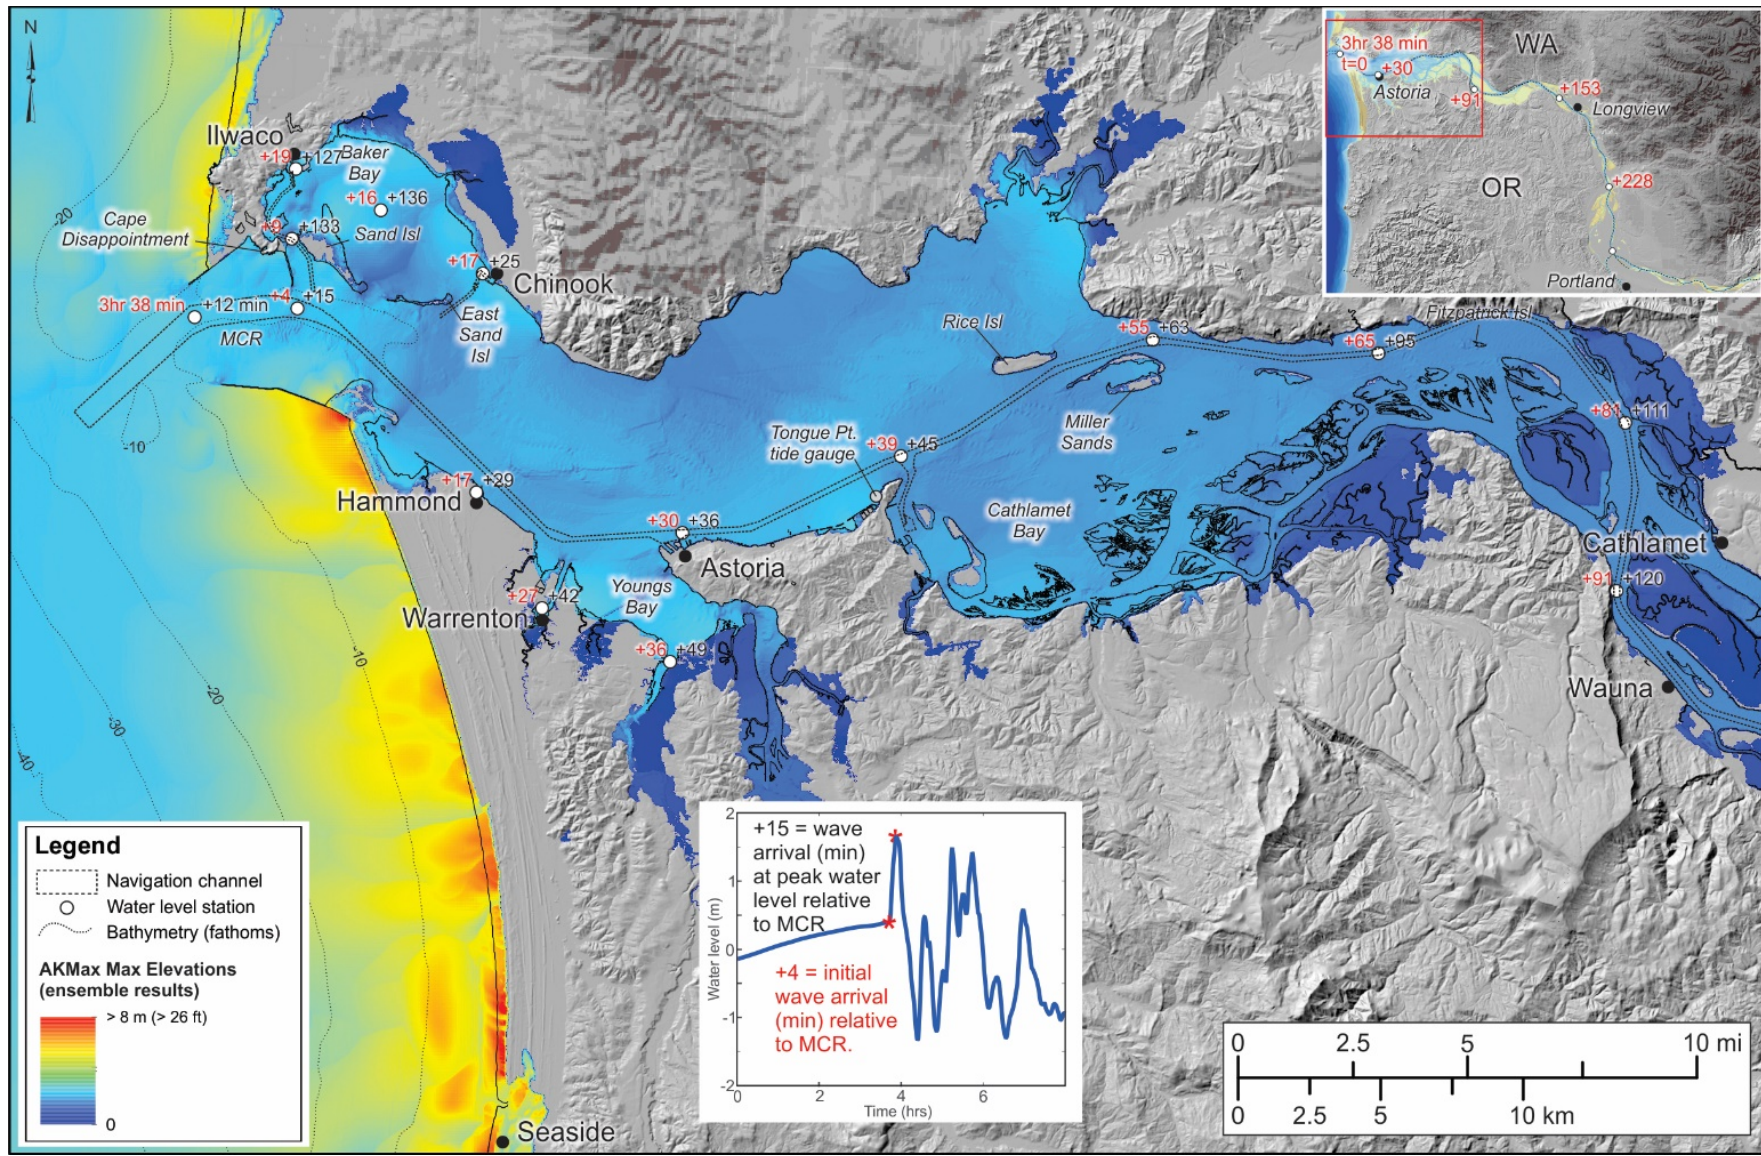 N
Ilwaco
+19
+127
Baker
Bay
+16
+136
-20
Cape
Disappointment
+9
+133
Sand Isl
+17
+25
Chinook
3hr 38 min
+12 min
+4
+15
MCR
East
Sand
Isl
-10
Hammond
+17
+29
Rice Isl
+55
+63
Miller
Sands
Tongue Pt.
tide gauge
+39
+45
Cathlamet
Bay
+65
+95
Fitzpatrick Isl
+81
+111
Cathlamet
+91
+120
Wauna
+30
+36
Astoria
Youngs
Bay
+27
+42
Warrenton
+36
+49
-10
-20
-30
-40
Seaside
3hr 38 min
t=0
+30
Astoria
+91
WA
+153
Longview
OR
+228
Portland
Legend
Navigation channel
Water level station
Bathymetry (fathoms)
AKMax Max Elevations
(ensemble results)
> 8 m (> 26 ft)
0
2
1
0
-1
-2
Water level (m)
+15 = wave
arrival (min)
at peak water
level relative
to MCR
+4 = initial
wave arrival
(min) relative
to MCR.
0
2
4
6
Time (hrs)
0
2.5
5
10 mi
0
2.5
5
10 km